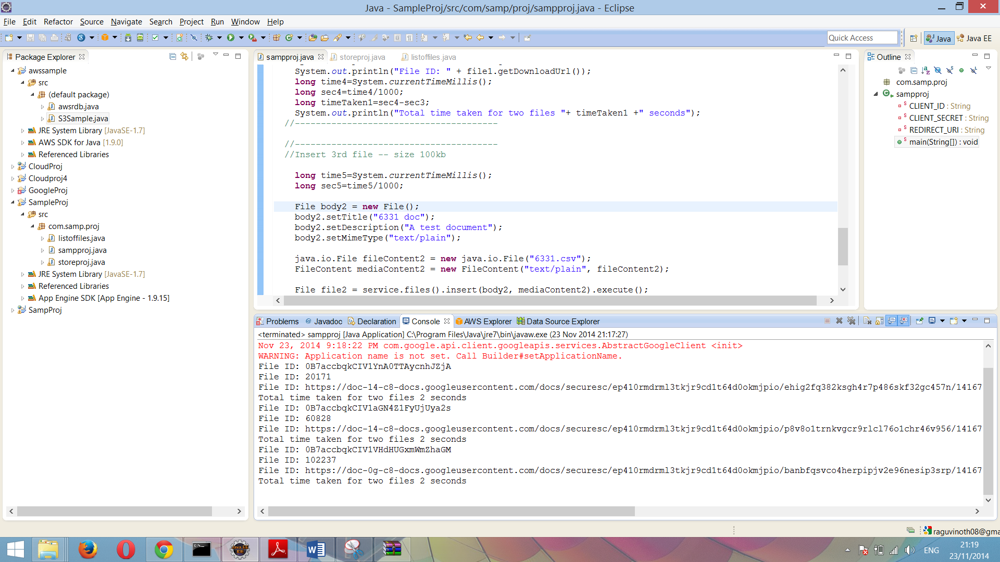 Java - SampleProj/src/com/samp/proj/sampproj.java - Eclipse
File Edit Refactor Source Navigate Search Project Run Window Help
Quick Access
Java
Java EE
Package Explorer
awssample
src
(default package)
awsrdb.java
S3Sample.java
JRE System Library [JavaSE-1.7]
AWS SDK for Java [1.9.0]
Referenced Libraries
CloudProj
Cloudproj4
GoogleProj
SampleProj
src
com.samp.proj
listoffiles.java
sampproj.java
storeproj.java
JRE System Library [JavaSE-1.7]
Referenced Libraries
App Engine SDK [App Engine - 1.9.15]
SampProj
sampproj.java storeproj.java listoffiles.java
System.out.println("File ID: " + file1.getDownloadUrl());
long time4=System.currentTimeMillis();
long sec4=time4/1000;
long timeTaken1=sec4-sec3;
System.out.println("Total time taken for two files "+ timeTaken1 +" seconds");
//---------------------------------------
//---------------------------------------
//Insert 3rd file -- size 100kb
long time5=System.currentTimeMillis();
long sec5=time5/1000;
File body2 = new File();
body2.setTitle("6331 doc");
body2.setDescription("A test document");
body2.setMimeType("text/plain");
java.io.File fileContent2 = new java.io.File("6331.csv");
FileContent mediaContent2 = new FileContent("text/plain", fileContent2);
File file2 = service.files().insert(body2, mediaContent2).execute();
Outline
com.samp.proj
sampproj
CLIENT_ID : String
CLIENT_SECRET : String
REDIRECT_URI : String
main(String[]) : void
Problems Javadoc Declaration Console AWS Explorer Data Source Explorer
<terminated> sampproj [Java Application] C:\Program Files\Java\jre7\bin\javaw.exe (23 Nov 2014 21:17:27)
Nov 23, 2014 9:18:22 PM com.google.api.client.googleapis.services.AbstractGoogleClient <init>
WARNING: Application name is not set. Call Builder#setApplicationName.
File ID: 0B7accbqkCIV1YnA0TTAycnhJZjA
File ID: 20171
File ID: https://doc-14-c8-docs.googleusercontent.com/docs/securesc/ep410rmdrml3tkjr9cd1t64d0okmjpio/ehig2fq382ksgh4r7p486skf32gc457n/14167
Total time taken for two files 2 seconds
File ID: 0B7accbqkCIV1aGN4Z1FyUjUya2s
File ID: 60828
File ID: https://doc-14-c8-docs.googleusercontent.com/docs/securesc/ep410rmdrml3tkjr9cd1t64d0okmjpio/p8v8o1trnkvgcr9rlcl76o1chr46v956/14167
Total time taken for two files 2 seconds
File ID: 0B7accbqkCIV1VHdHUGxmWmZhaGM
File ID: 102237
File ID: https://doc-0g-c8-docs.googleusercontent.com/docs/securesc/ep410rmdrml3tkjr9cd1t64d0okmjpio/banbfqsvco4herpipjv2e96nesip3srp/14167
Total time taken for two files 2 seconds
raguvinoth08@gma
ENG
21:19
23/11/2014